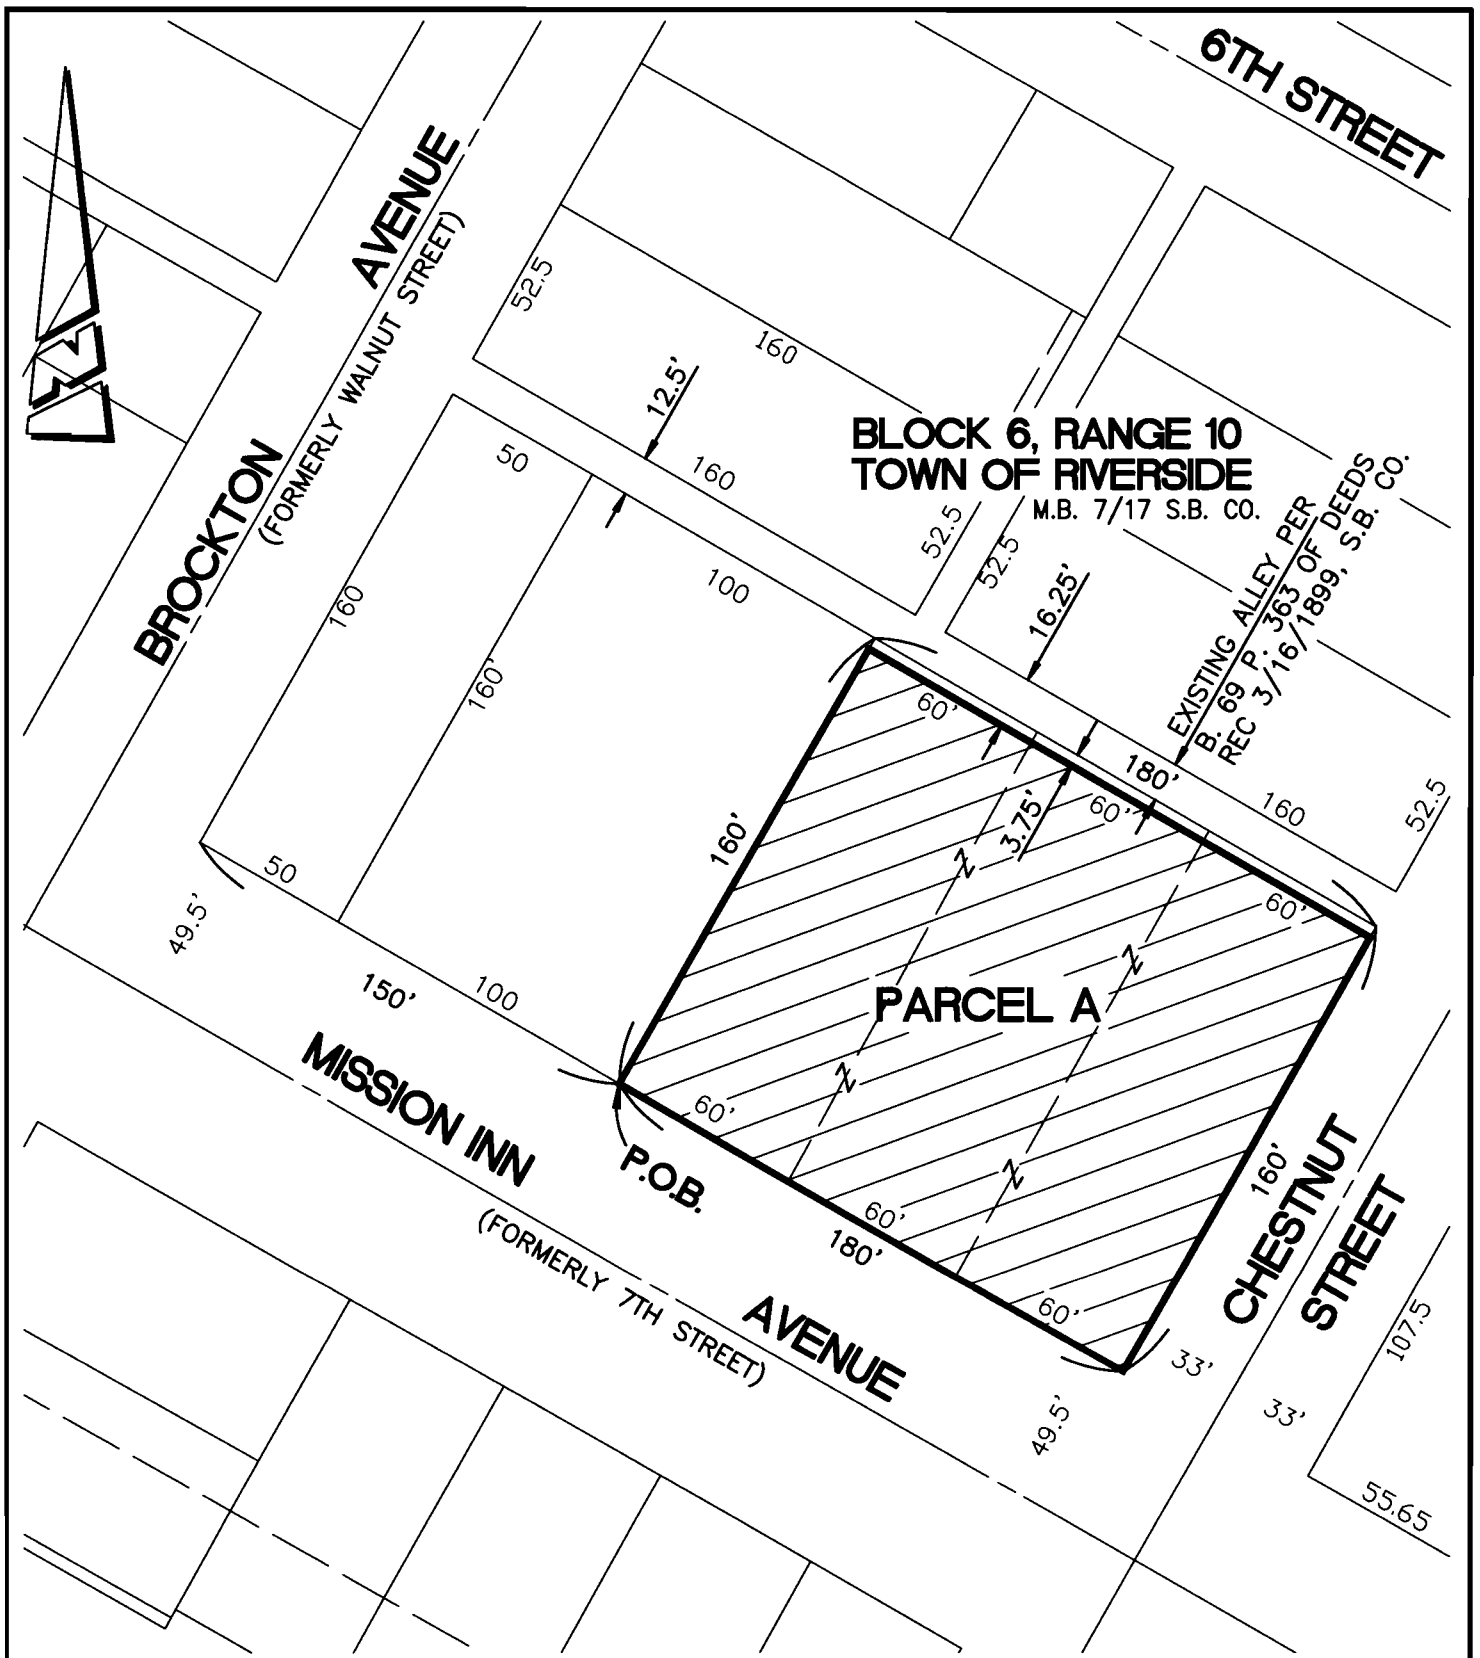 6TH STREET
BROCKTON AVENUE
(FORMERLY WALNUT STREET)
52.5
160
12.5'
160
52.5
52.5
BLOCK 6, RANGE 10
TOWN OF RIVERSIDE
M.B. 7/17 S.B. CO.
EXISTING ALLEY PER
B. 69 P. 363 OF DEEDS
REC 3/16/1899, S.B. CO.
16.25'
50
100
160
160'
60'
180'
60'
3.75'
160
52.5
60'
160'
PARCEL A
50
49.5'
150'
100
60'
P.O.B.
60'
180'
60'
160'
MISSION INN AVENUE
(FORMERLY 7TH STREET)
CHESTNUT
STREET
33'
33'
49.5'
107.5
55.65